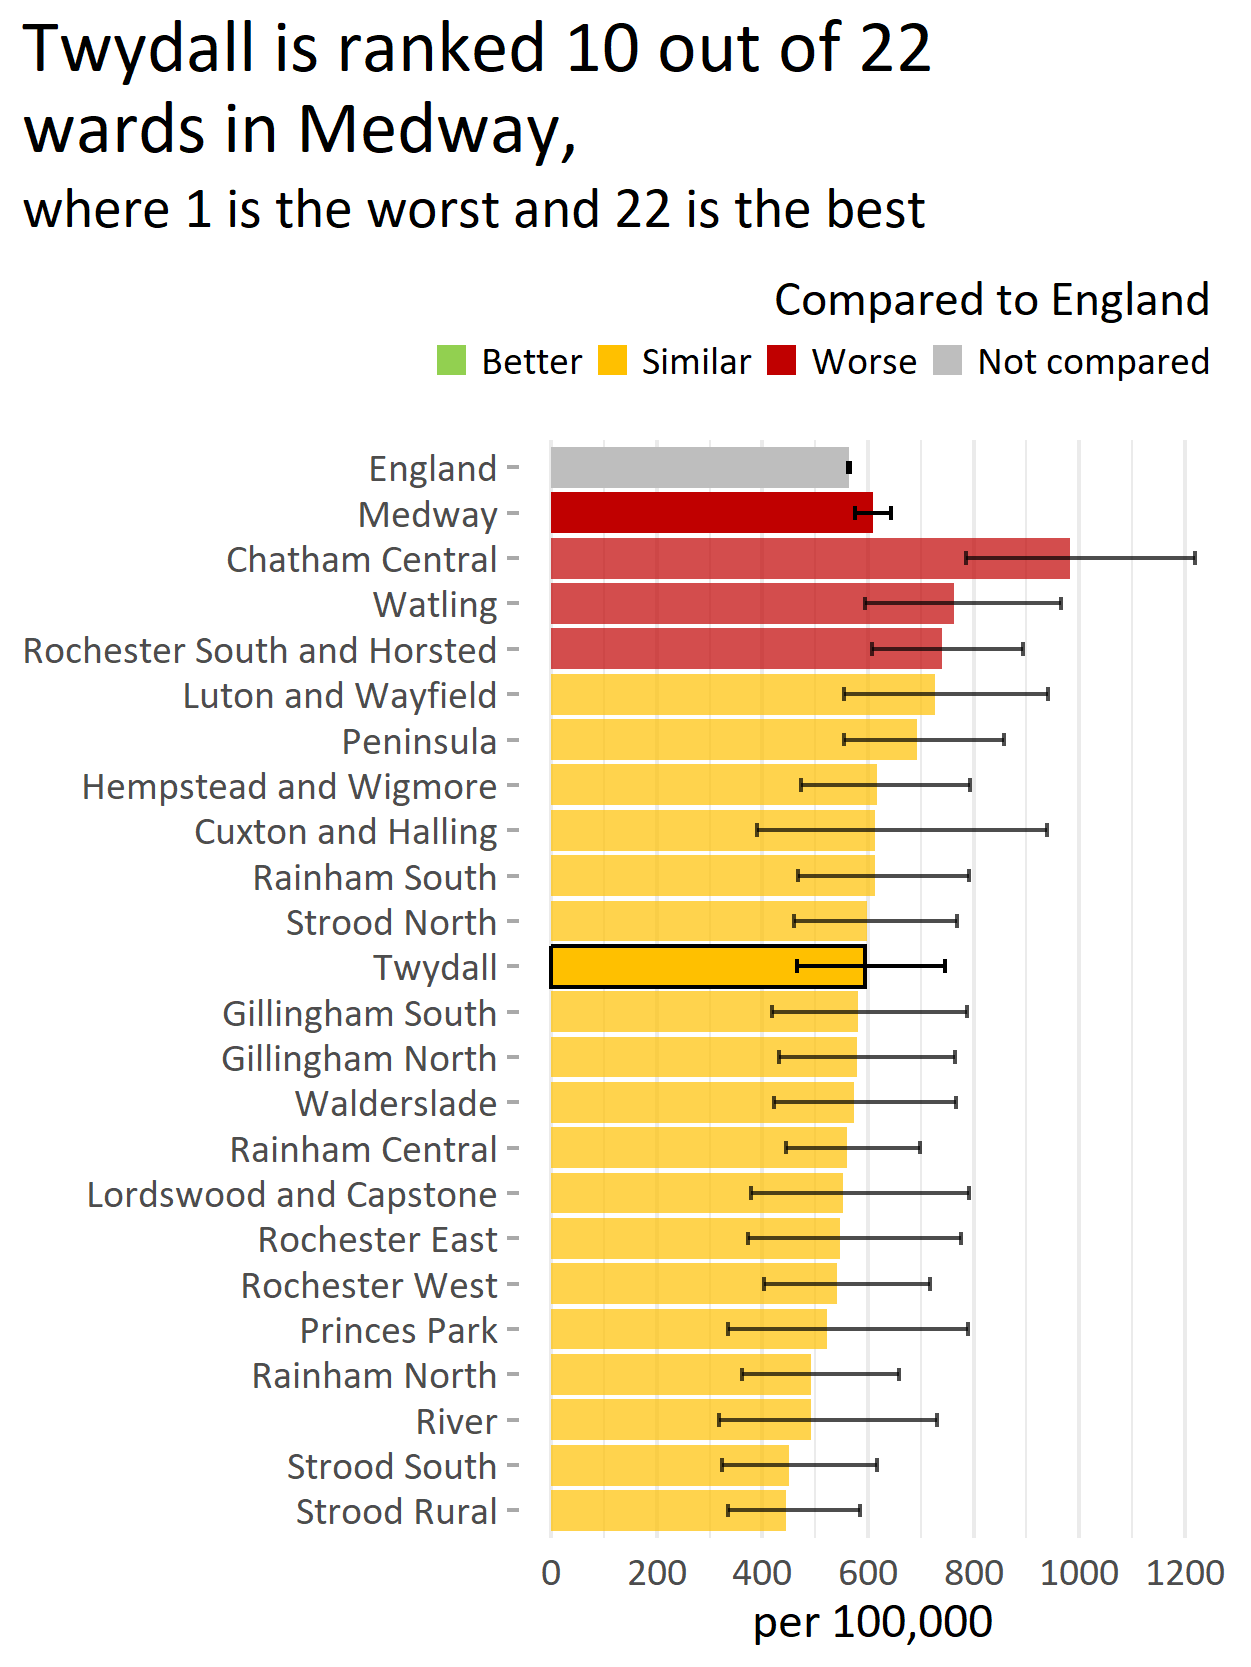 Twydall is ranked 10 out of 22
wards in Medway,
where 1 is the worst and 22 is the best
Compared to England
Better Similar Worse Not compared
England
Medway
Chatham Central
Watling
Rochester South and Horsted
Luton and Wayfield
Peninsula
Hempstead and Wigmore
Cuxton and Halling
Rainham South
Strood North
Twydall
Gillingham South
Gillingham North
Walderslade
Rainham Central
Lordswood and Capstone
Rochester East
Rochester West
Princes Park
Rainham North
River
Strood South
Strood Rural
0 200 400 600 800 1000 1200
per 100,000